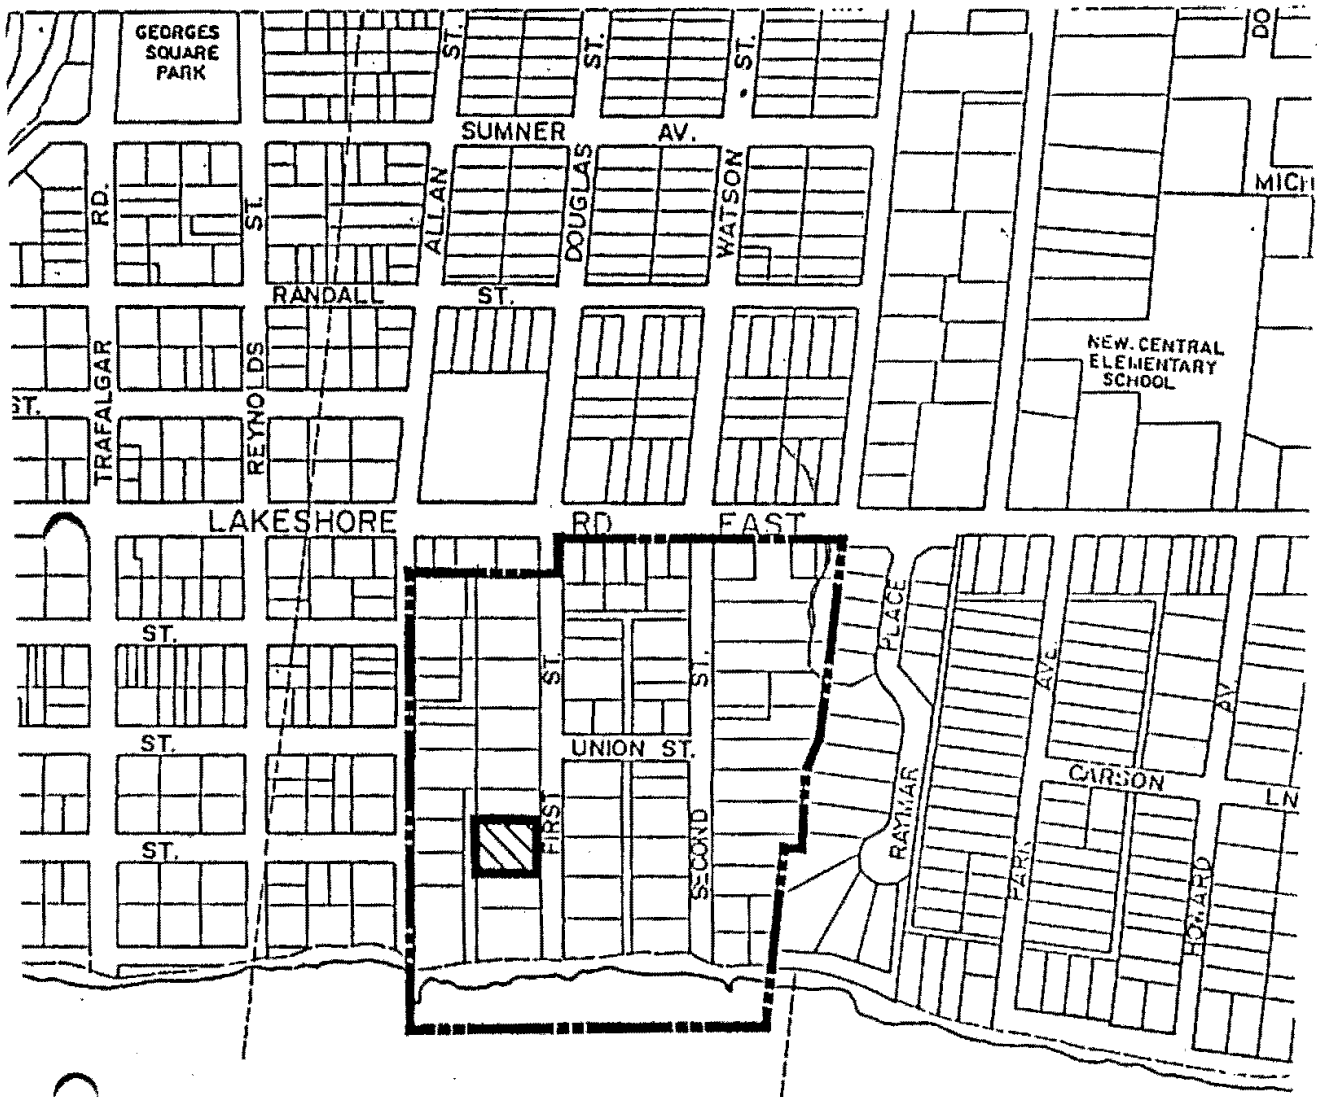 GEORGES
SQUARE
PARK
ST.
ST.
ST.
DO
SUMNER AV.
RD.
ST.
ALLAN
DOUGLAS
WATSON
MICH
RANDALL ST.
TRAFALGAR
REYNOLDS
NEW CENTRAL
ELEMENTARY
SCHOOL
ST.
LAKESHORE RD EAST
PLACE
ST.
ST.
ST.
AVE.
AV.
ST.
UNION ST.
CARSON
LN
FIRST
SECOND
RAYMAR
PARK
HOWARD
ST.